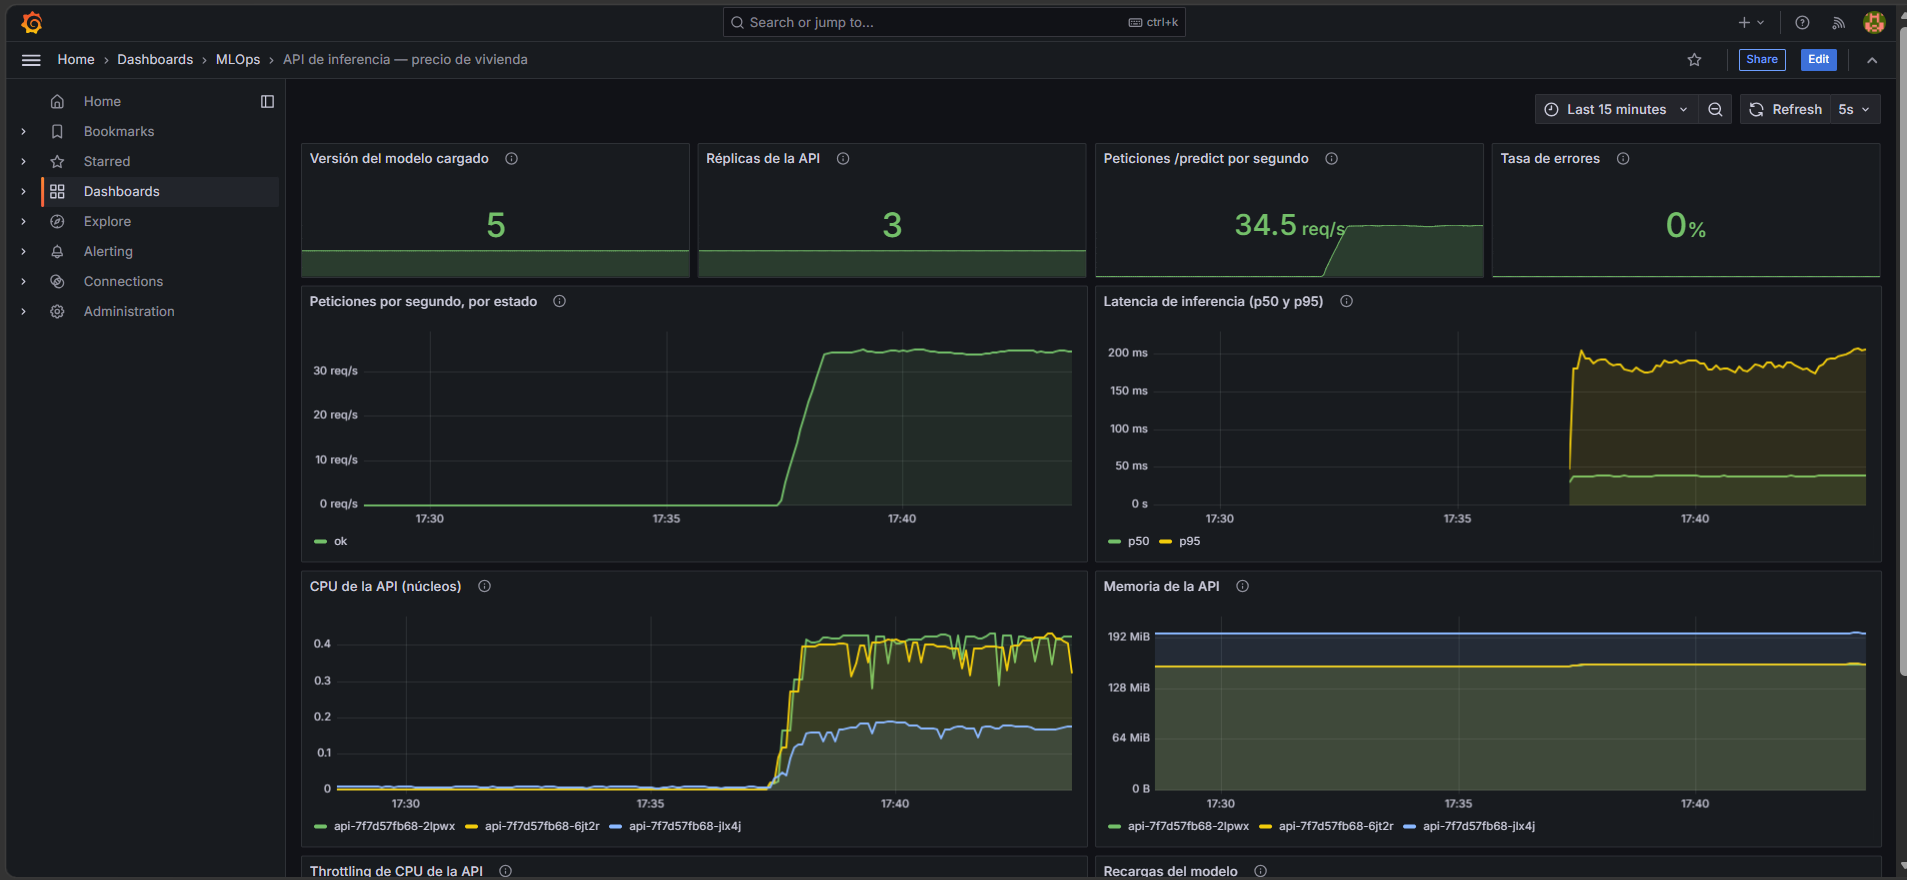 Search or jump to... ctrl+k
Home › Dashboards › MLOps › API de inferencia — precio de vivienda
Share Edit
Home
Bookmarks
Starred
Dashboards
Explore
Alerting
Connections
Administration
Last 15 minutes Refresh 5s
Versión del modelo cargado
5
Réplicas de la API
3
Peticiones /predict por segundo
34.5 req/s
Tasa de errores
0%
Peticiones por segundo, por estado
30 req/s
20 req/s
10 req/s
0 req/s
17:30 17:35 17:40
ok
Latencia de inferencia (p50 y p95)
200 ms
150 ms
100 ms
50 ms
0 s
17:30 17:35 17:40
p50 p95
CPU de la API (núcleos)
0.4
0.3
0.2
0.1
0
17:30 17:35 17:40
api-7f7d57fb68-2lpwx api-7f7d57fb68-6jt2r api-7f7d57fb68-jlx4j
Memoria de la API
192 MiB
128 MiB
64 MiB
0 B
17:30 17:35 17:40
api-7f7d57fb68-2lpwx api-7f7d57fb68-6jt2r api-7f7d57fb68-jlx4j
Throttling de CPU de la API
Recargas del modelo